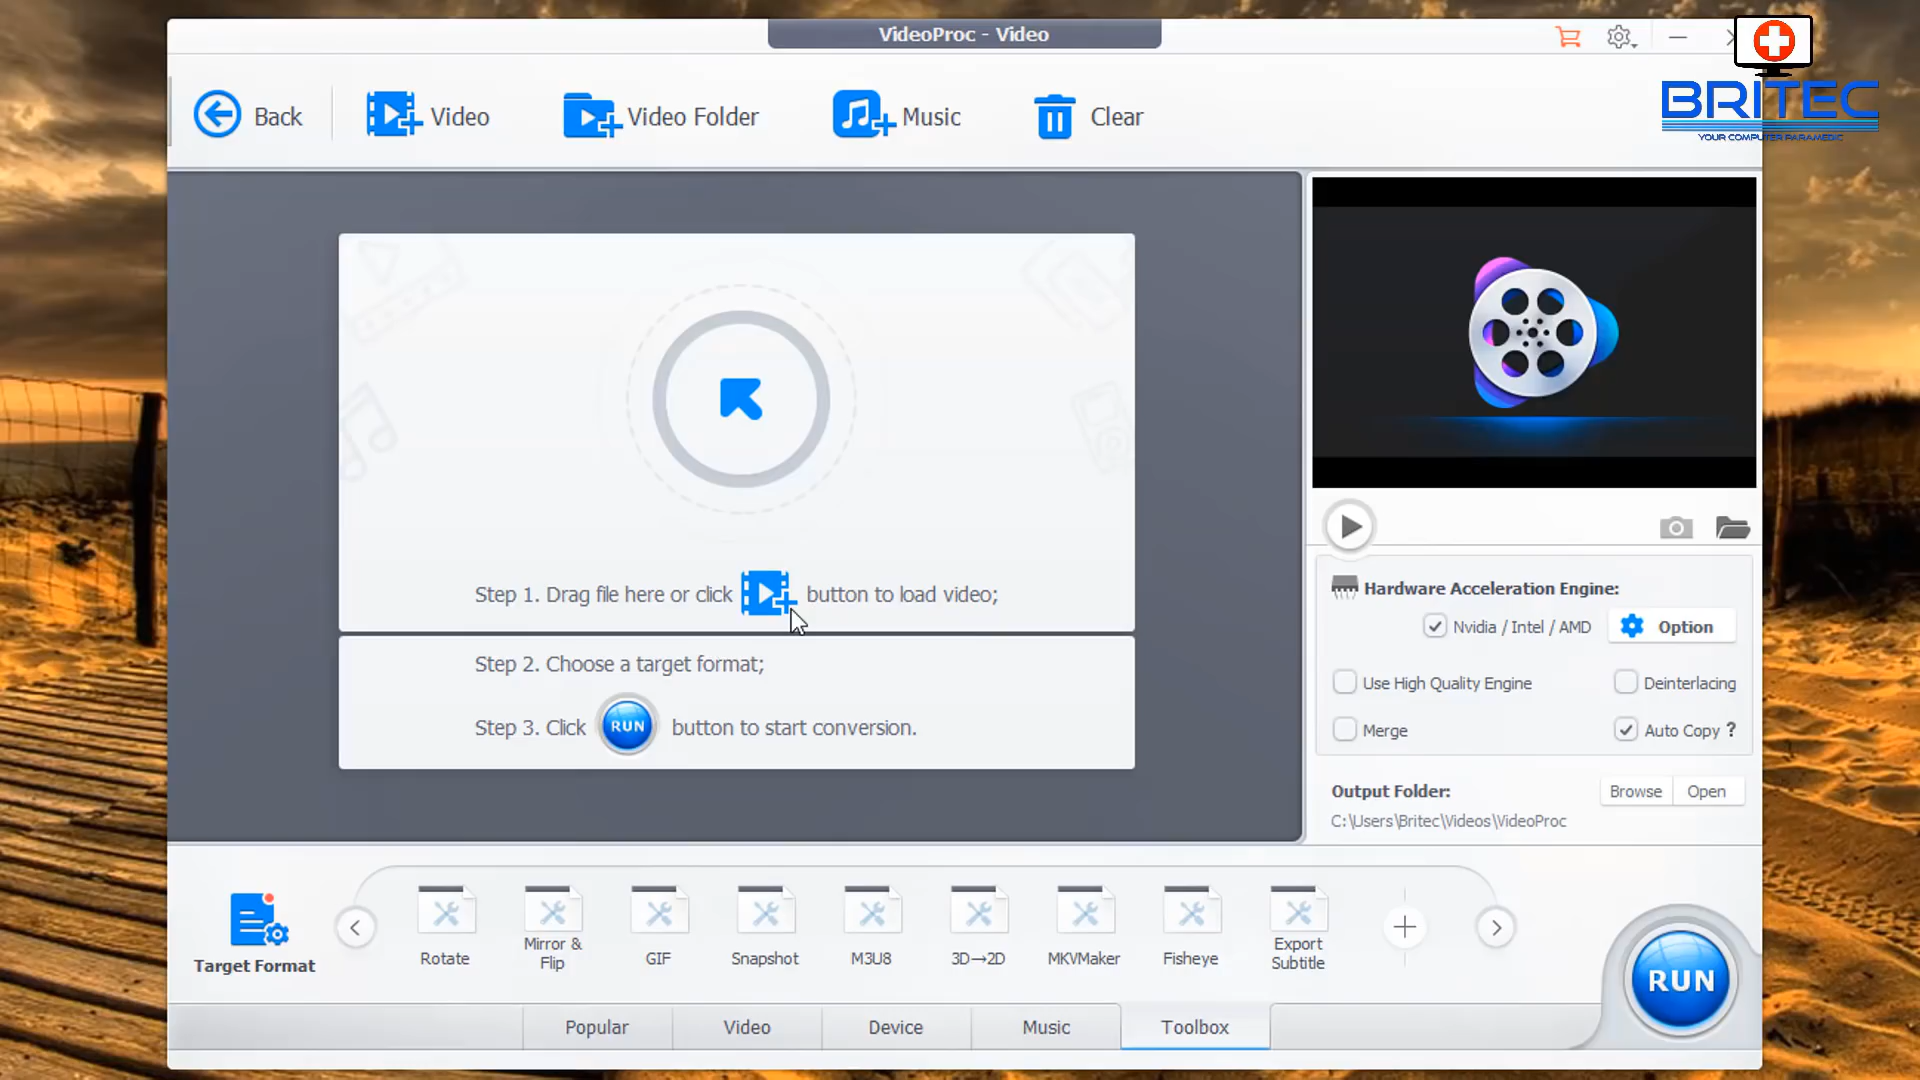 VideoProc - Video
BRITEC
YOUR COMPUTER PARAMEDIC
Back
Video
Video Folder
Music
Clear
Step 1. Drag file here or click button to load video;
Step 2. Choose a target format;
Step 3. Click RUN button to start conversion.
Hardware Acceleration Engine:
Nvidia / Intel / AMD
Option
Use High Quality Engine
Deinterlacing
Merge
Auto Copy ?
Output Folder:
Browse
Open
C:\Users\Britec\Videos\VideoProc
Target Format
Rotate
Mirror &
Flip
GIF
Snapshot
M3U8
3D→2D
MKVMaker
Fisheye
Export
Subtitle
RUN
Popular
Video
Device
Music
Toolbox